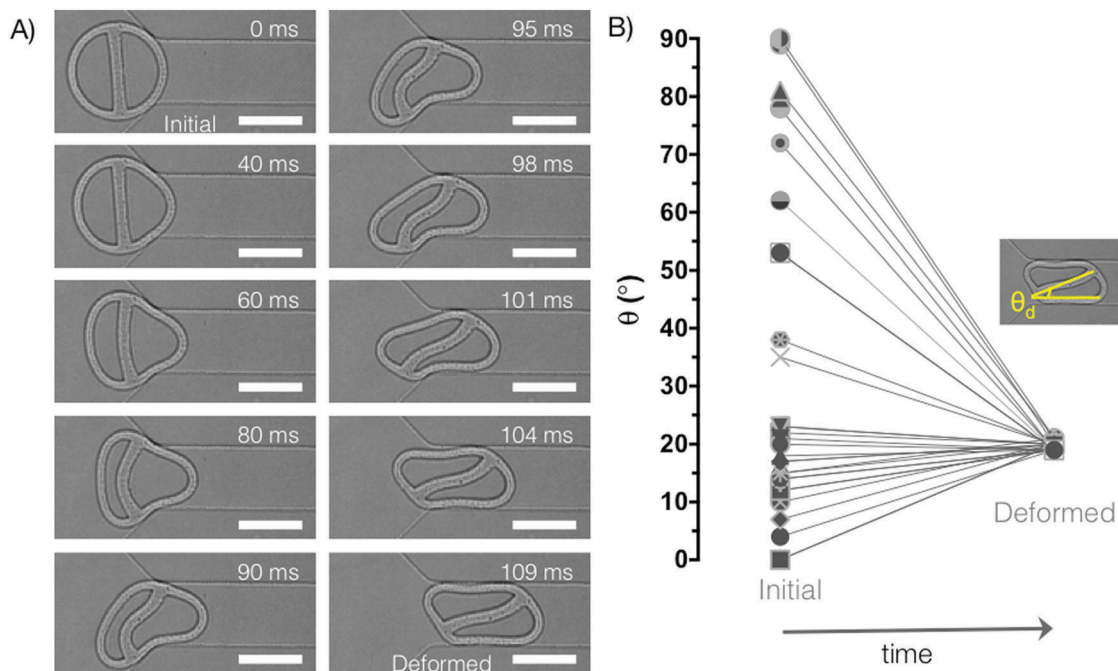 A)
0 ms
Initial
40 ms
60 ms
80 ms
90 ms
95 ms
98 ms
101 ms
104 ms
109 ms
Deformed
B)
90
80
70
60
50
40
30
20
10
0
θ (°)
θd
Initial
Deformed
time